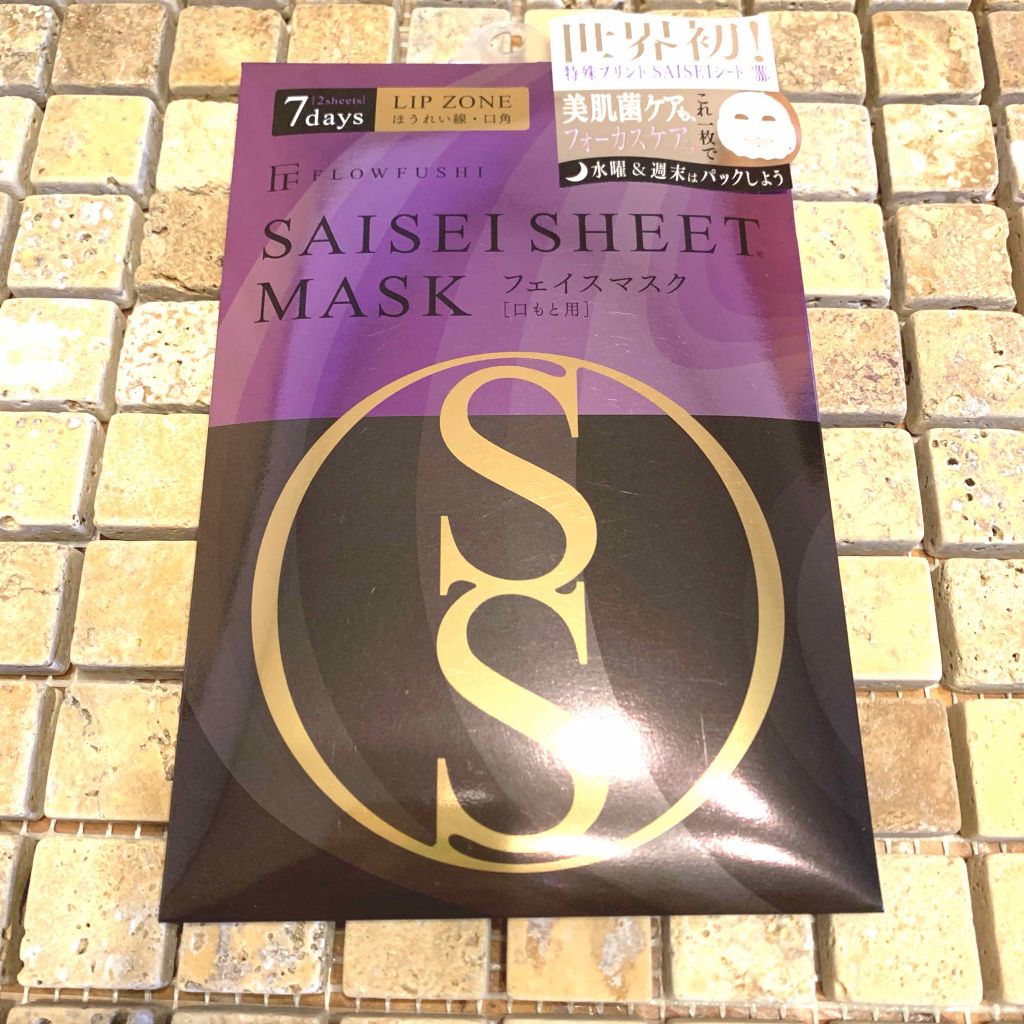 世界初!
特殊プリントSAISEIシート
美肌菌ケアも、
フォーカスケアも、
これ一枚で
水曜&週末はパックしよう
7days [2sheets]
LIP ZONE
ほうれい線・口角
FLOWFUSHI
SAISEI SHEET®
MASK フェイスマスク
[口もと用]
SS